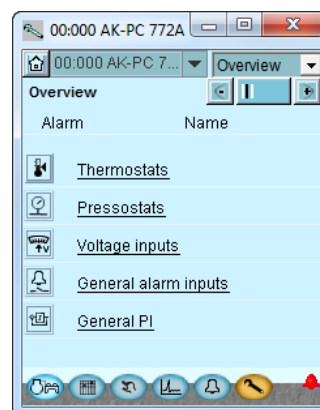 00:000 AK-PC 772A
00:000 AK-PC 7... Overview
Overview
Alarm Name
Thermostats
Pressostats
Voltage inputs
General alarm inputs
General PI